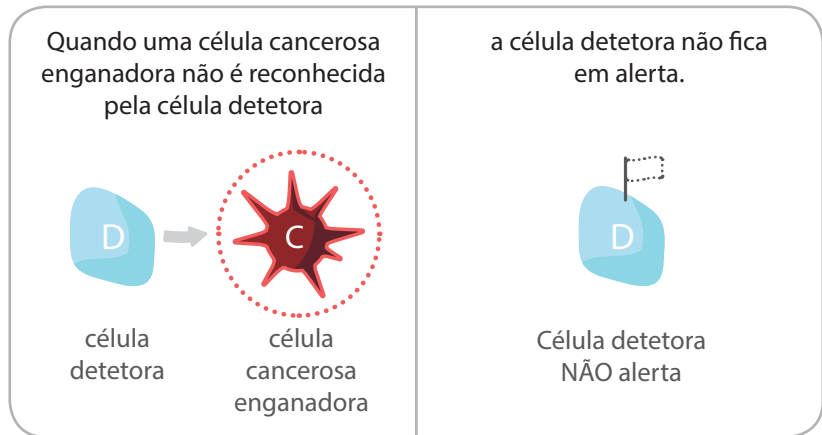 Quando uma célula cancerosa
enganadora não é reconhecida
pela célula detetora
D
C
célula
detetora
célula
cancerosa
enganadora
a célula detetora não fica
em alerta.
D
Célula detetora
NÃO alerta